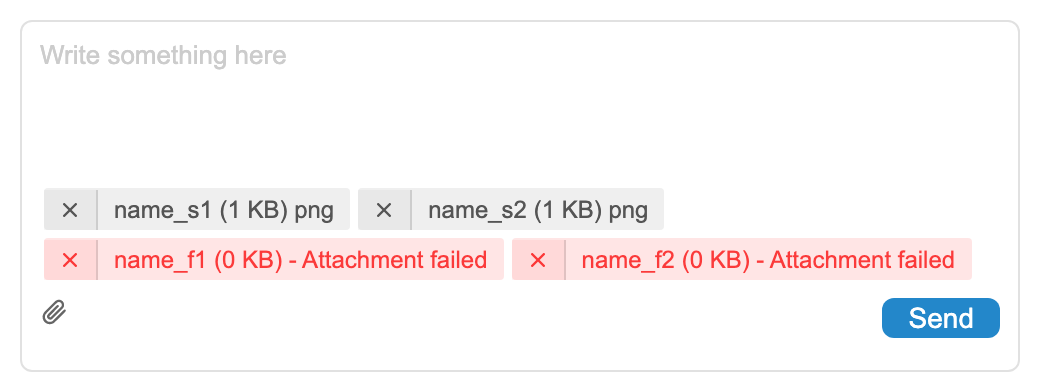 Write something here
× name_s1 (1 KB) png × name_s2 (1 KB) png
× name_f1 (0 KB) - Attachment failed × name_f2 (0 KB) - Attachment failed
Send